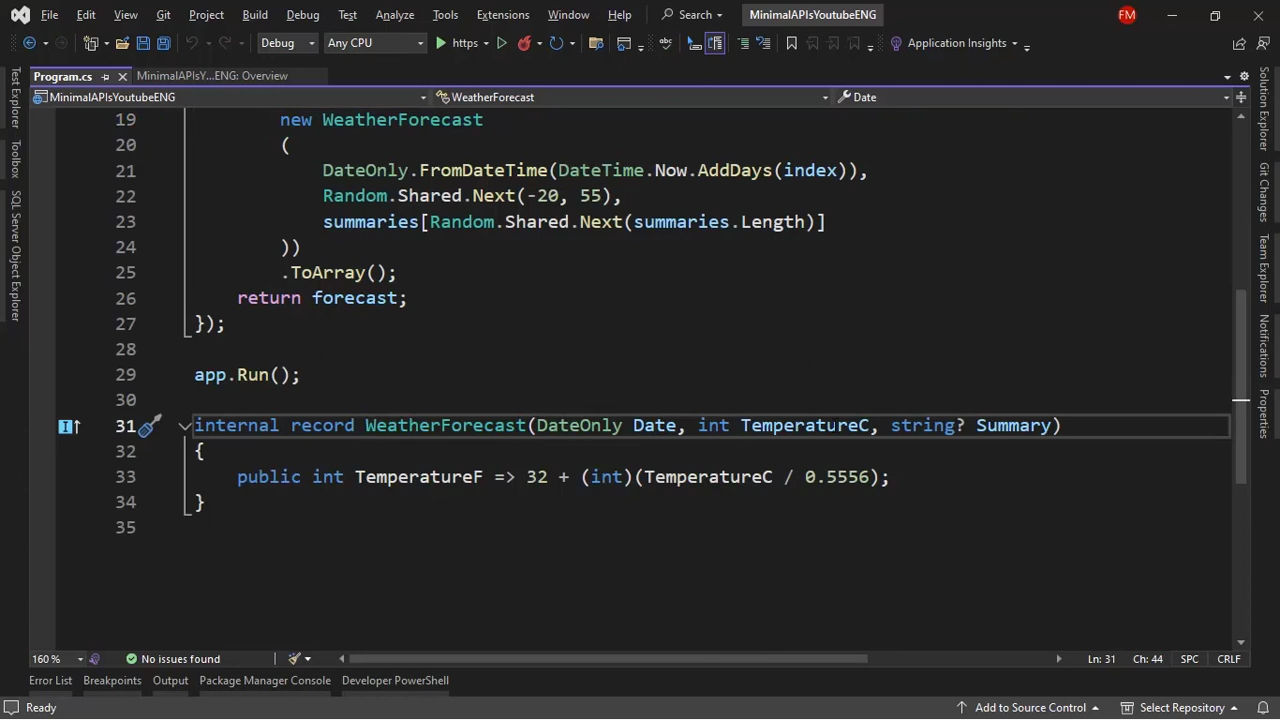 File Edit View Git Project Build Debug Test Analyze Tools Extensions Window Help Search MinimalAPIsYoutubeENG FM
Debug Any CPU https Application Insights
Program.cs MinimalAPIsY...ENG: Overview
MinimalAPIsYoutubeENG WeatherForecast Date
19 new WeatherForecast
20 (
21 DateOnly.FromDateTime(DateTime.Now.AddDays(index)),
22 Random.Shared.Next(-20, 55),
23 summaries[Random.Shared.Next(summaries.Length)]
24 ))
25 .ToArray();
26 return forecast;
27 });
28
29 app.Run();
30
31 internal record WeatherForecast(DateOnly Date, int TemperatureC, string? Summary)
32 {
33 public int TemperatureF => 32 + (int)(TemperatureC / 0.5556);
34 }
35
Test Explorer
Toolbox
SQL Server Object Explorer
Solution Explorer
Git Changes
Team Explorer
Notifications
Properties
160 % No issues found Ln: 31 Ch: 44 SPC CRLF
Error List Breakpoints Output Package Manager Console Developer PowerShell
Ready Add to Source Control Select Repository